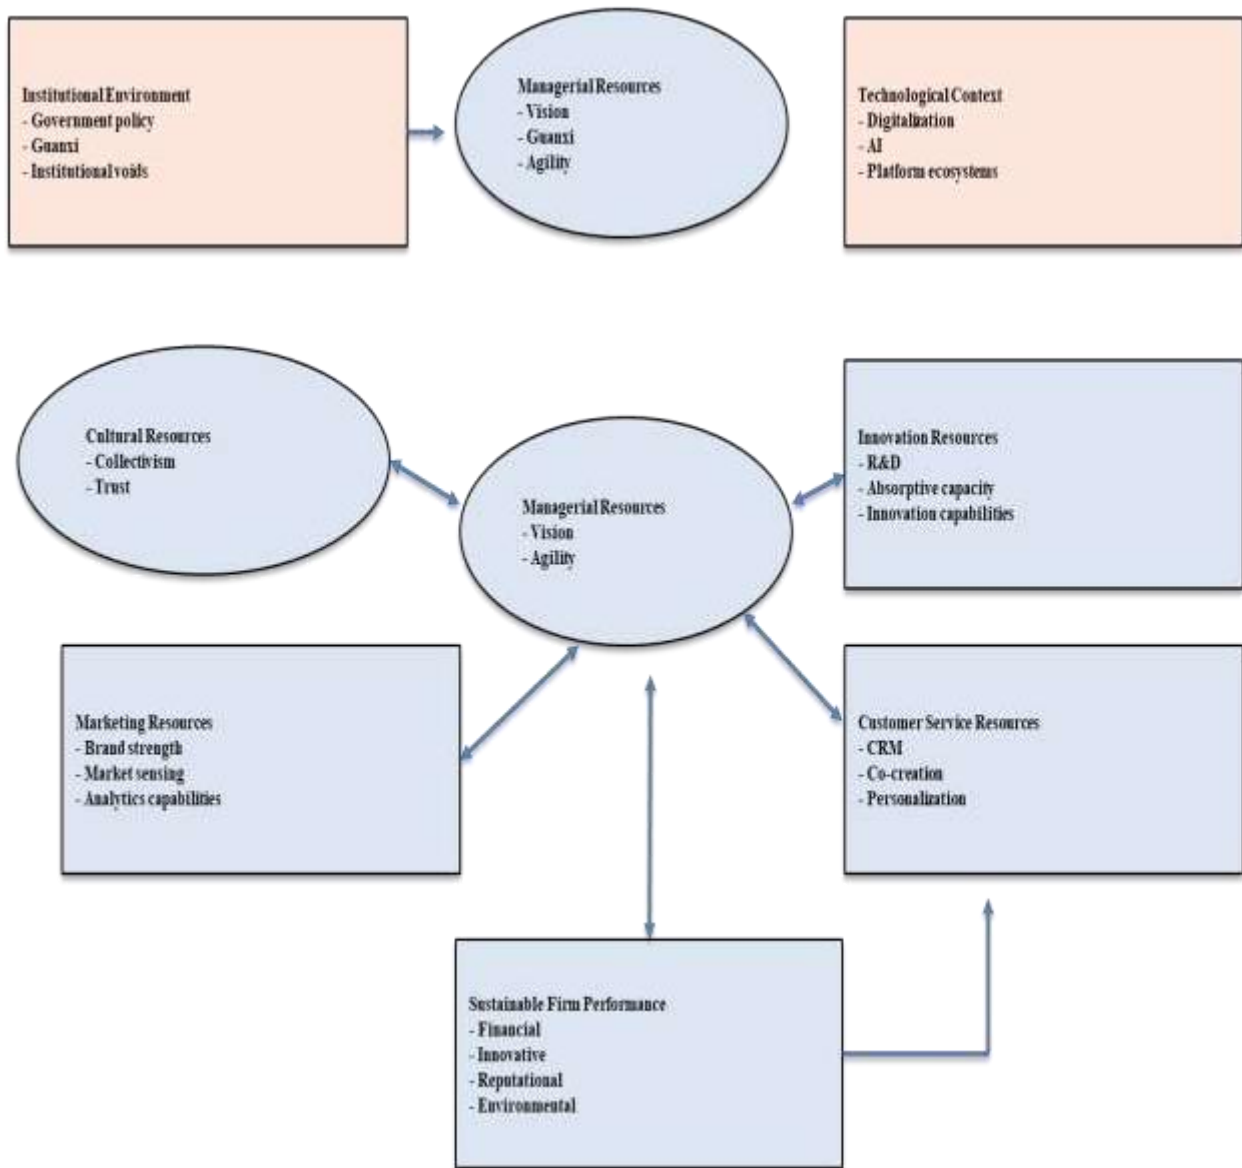 Institutional Environment
- Government policy
- Guanxi
- Institutional voids
Managerial Resources
- Vision
- Guanxi
- Agility
Technological Context
- Digitalization
- AI
- Platform ecosystems
Cultural Resources
- Collectivism
- Trust
Managerial Resources
- Vision
- Agility
Innovation Resources
- R&D
- Absorptive capacity
- Innovation capabilities
Marketing Resources
- Brand strength
- Market sensing
- Analytics capabilities
Customer Service Resources
- CRM
- Co-creation
- Personalization
Sustainable Firm Performance
- Financial
- Innovative
- Reputational
- Environmental